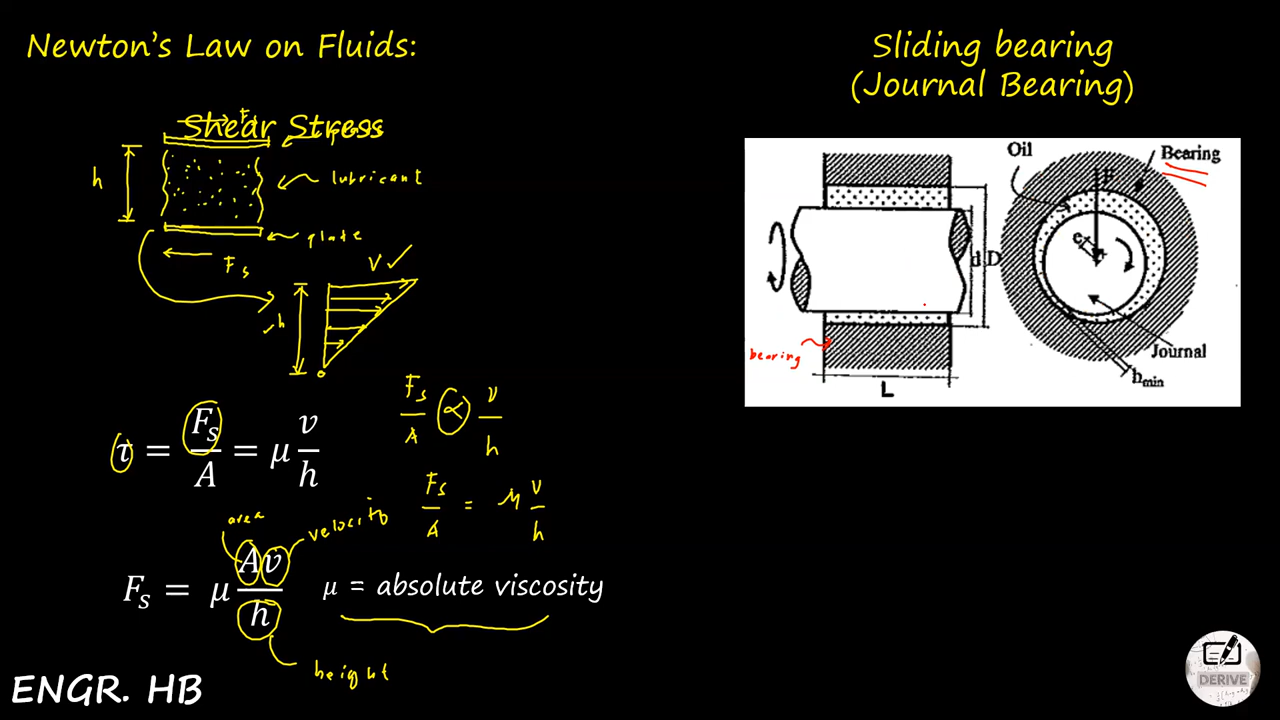 Newton's Law on Fluids:
Shear Stress
h
lubricant
plate
Fs
V
h
τ = Fs/A = μ v/h
Fs/A ∝ v/h
Fs/A = μ v/h
area
velocity
Fs = μ Av/h
μ = absolute viscosity
height
ENGR. HB
Sliding bearing
(Journal Bearing)
Oil
Bearing
F
e
d D
bearing
L
Journal
hmin
DERIVE